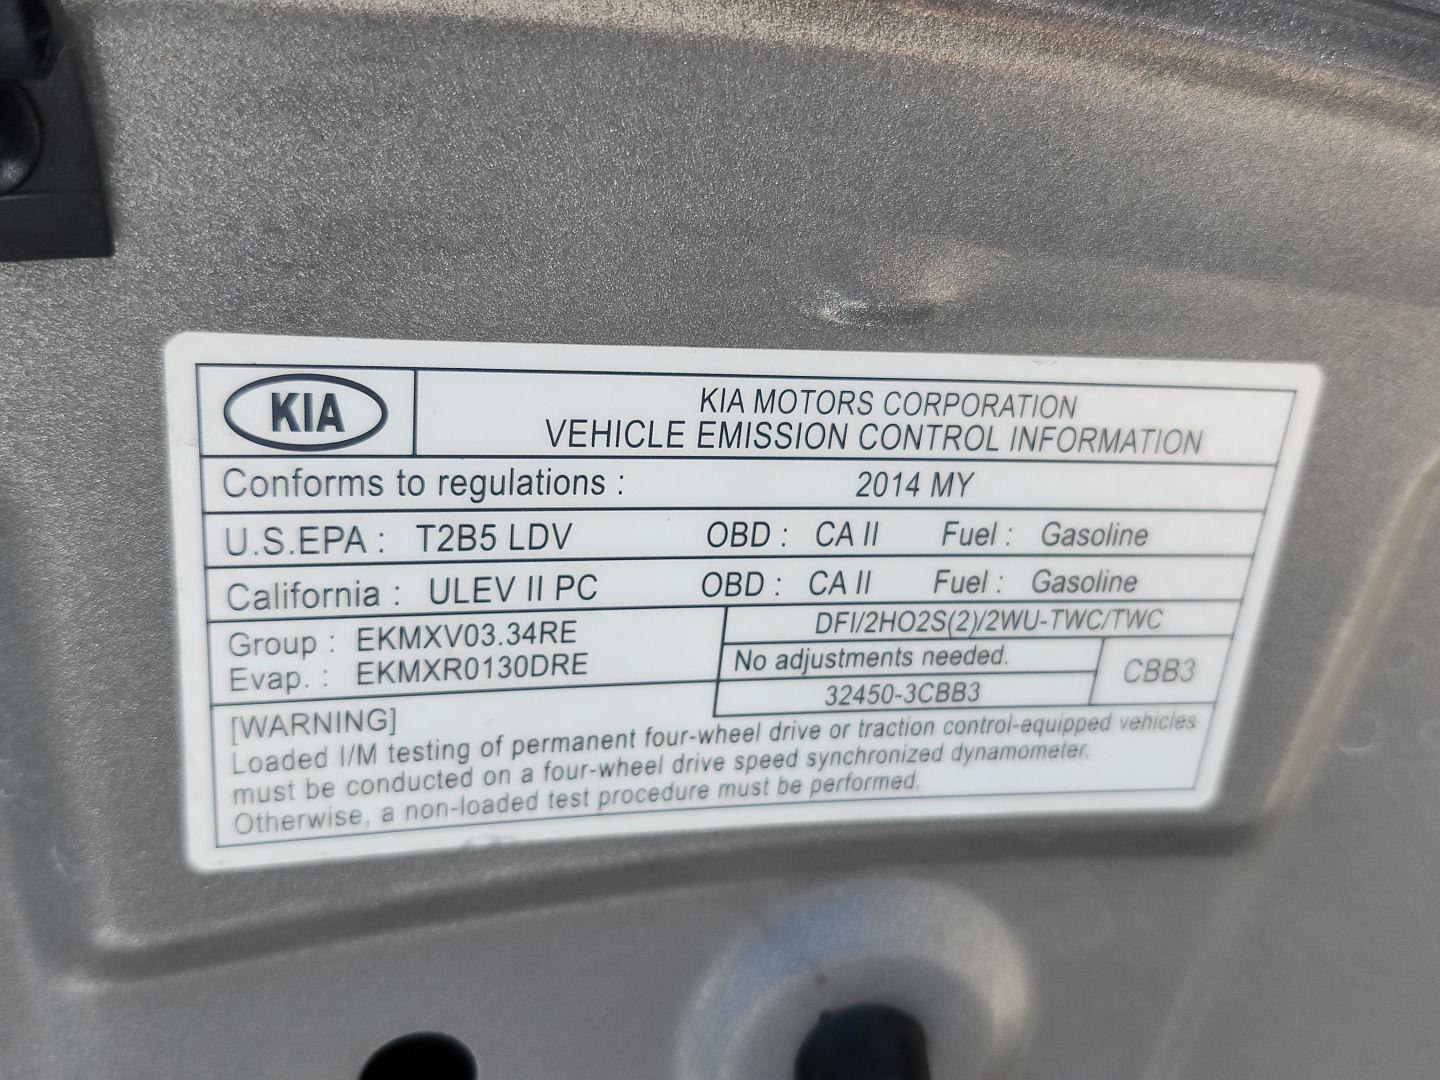 KIA
KIA MOTORS CORPORATION
VEHICLE EMISSION CONTROL INFORMATION
Conforms to regulations : 2014 MY
U.S.EPA : T2B5 LDV OBD : CA II Fuel : Gasoline
California : ULEV II PC OBD : CA II Fuel : Gasoline
Group : EKMXV03.34RE
Evap. : EKMXR0130DRE
DFI/2HO2S(2)/2WU-TWC/TWC
No adjustments needed.
32450-3CBB3
CBB3
[WARNING]
Loaded I/M testing of permanent four-wheel drive or traction control-equipped vehicles
must be conducted on a four-wheel drive speed synchronized dynamometer.
Otherwise, a non-loaded test procedure must be performed.